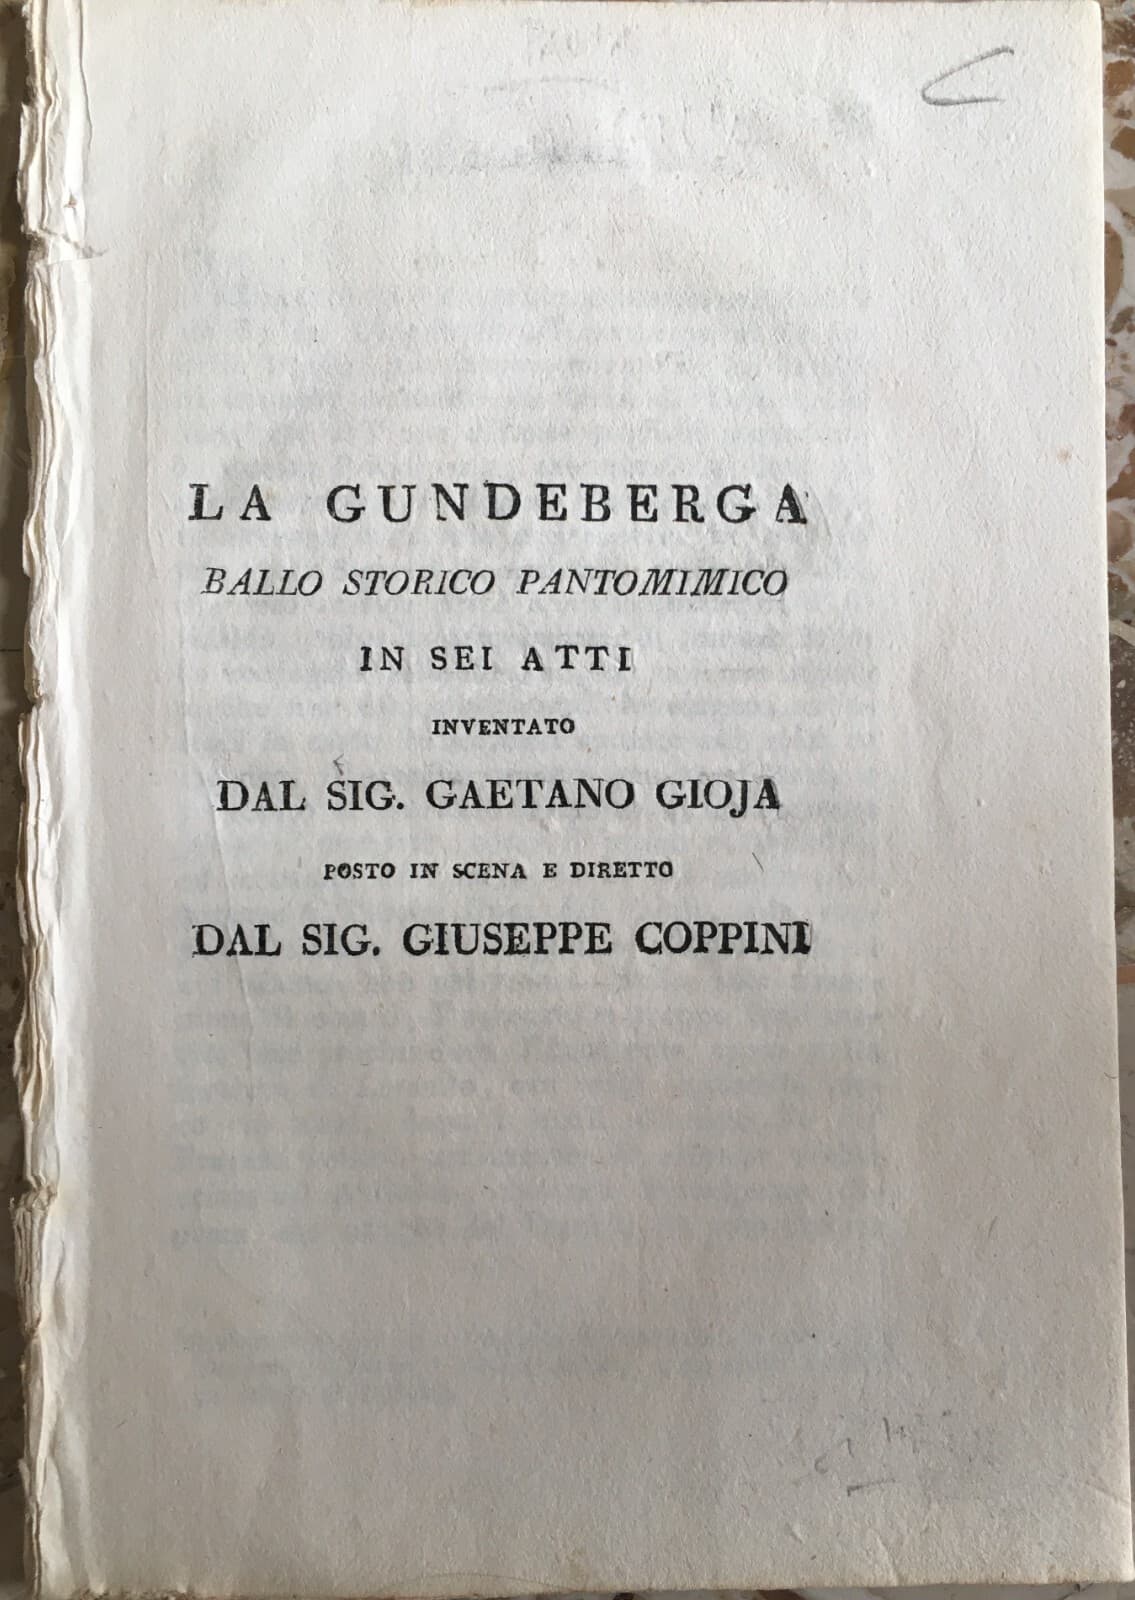 LA GUNDEBERGA
BALLO STORICO PANTOMIMICO
IN SEI ATTI
INVENTATO
DAL SIG. GAETANO GIOJA
POSTO IN SCENA E DIRETTO
DAL SIG. GIUSEPPE COPPINI